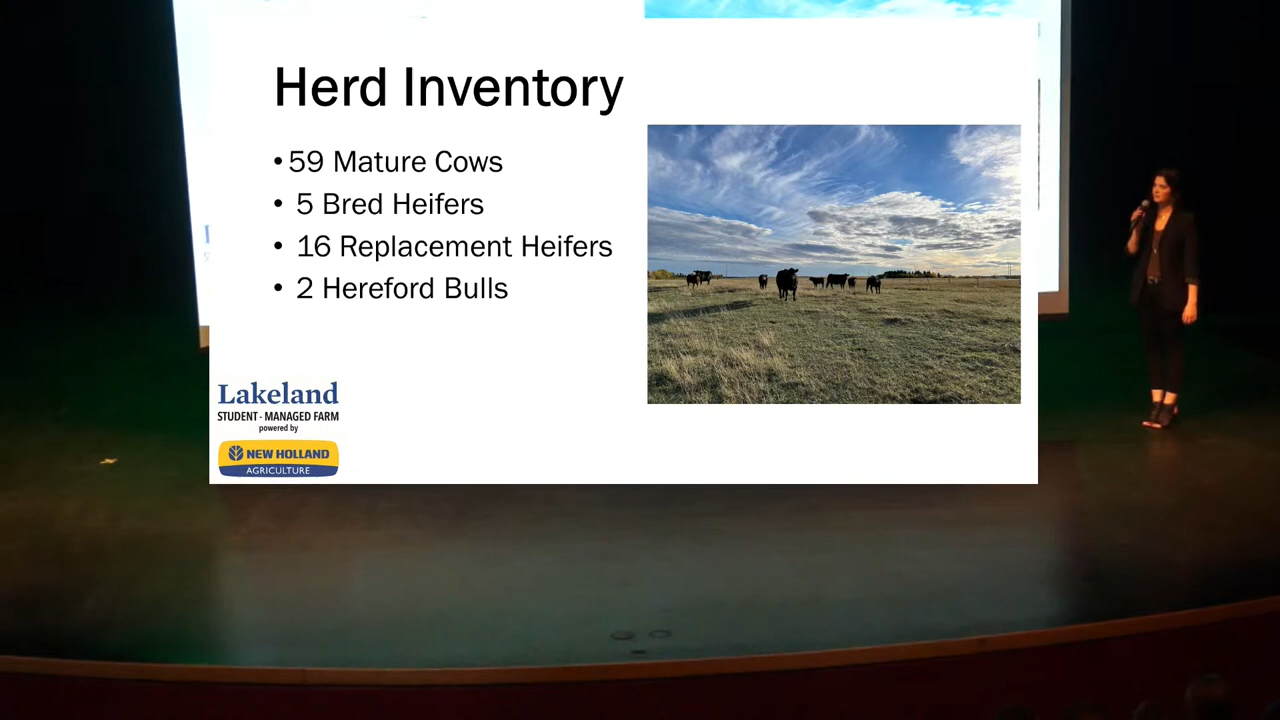 Herd Inventory
•59 Mature Cows
• 5 Bred Heifers
• 16 Replacement Heifers
• 2 Hereford Bulls
Lakeland
STUDENT - MANAGED FARM
powered by
NEW HOLLAND
AGRICULTURE